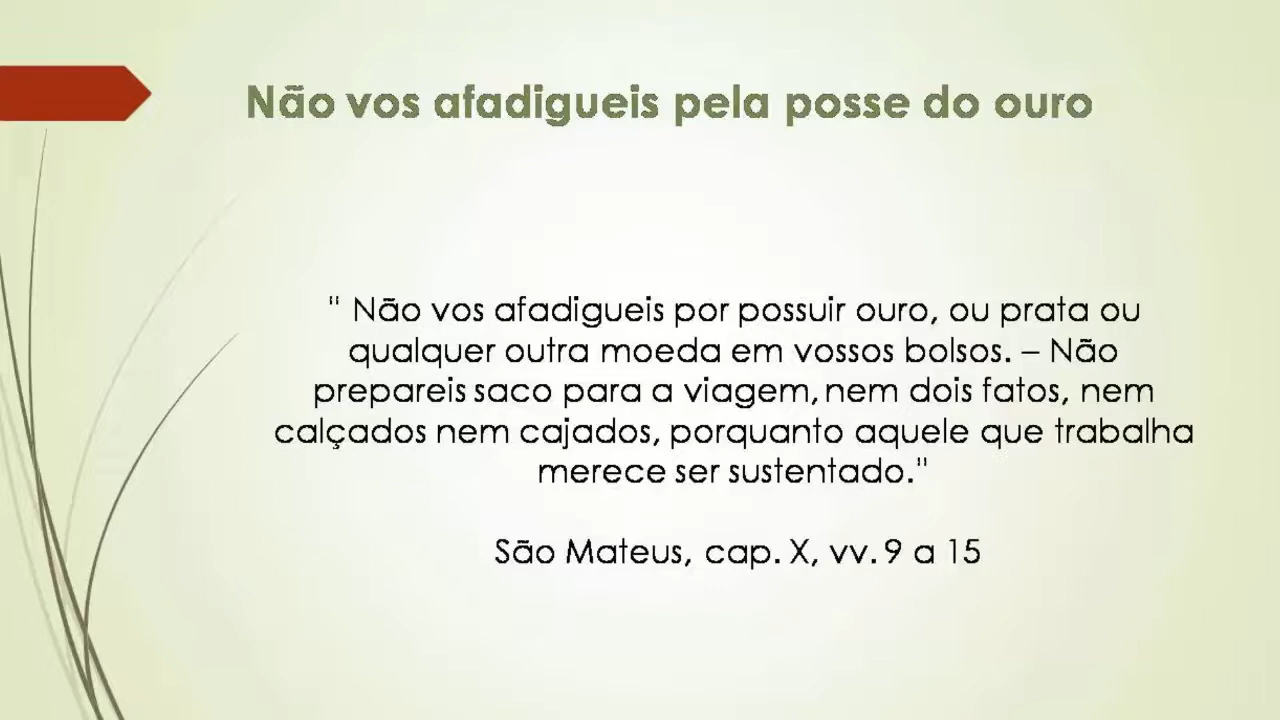 Não vos afadigueis pela posse do ouro
" Não vos afadigueis por possuir ouro, ou prata ou
qualquer outra moeda em vossos bolsos. – Não
prepareis saco para a viagem, nem dois fatos, nem
calçados nem cajados, porquanto aquele que trabalha
merece ser sustentado."
São Mateus, cap. X, vv. 9 a 15